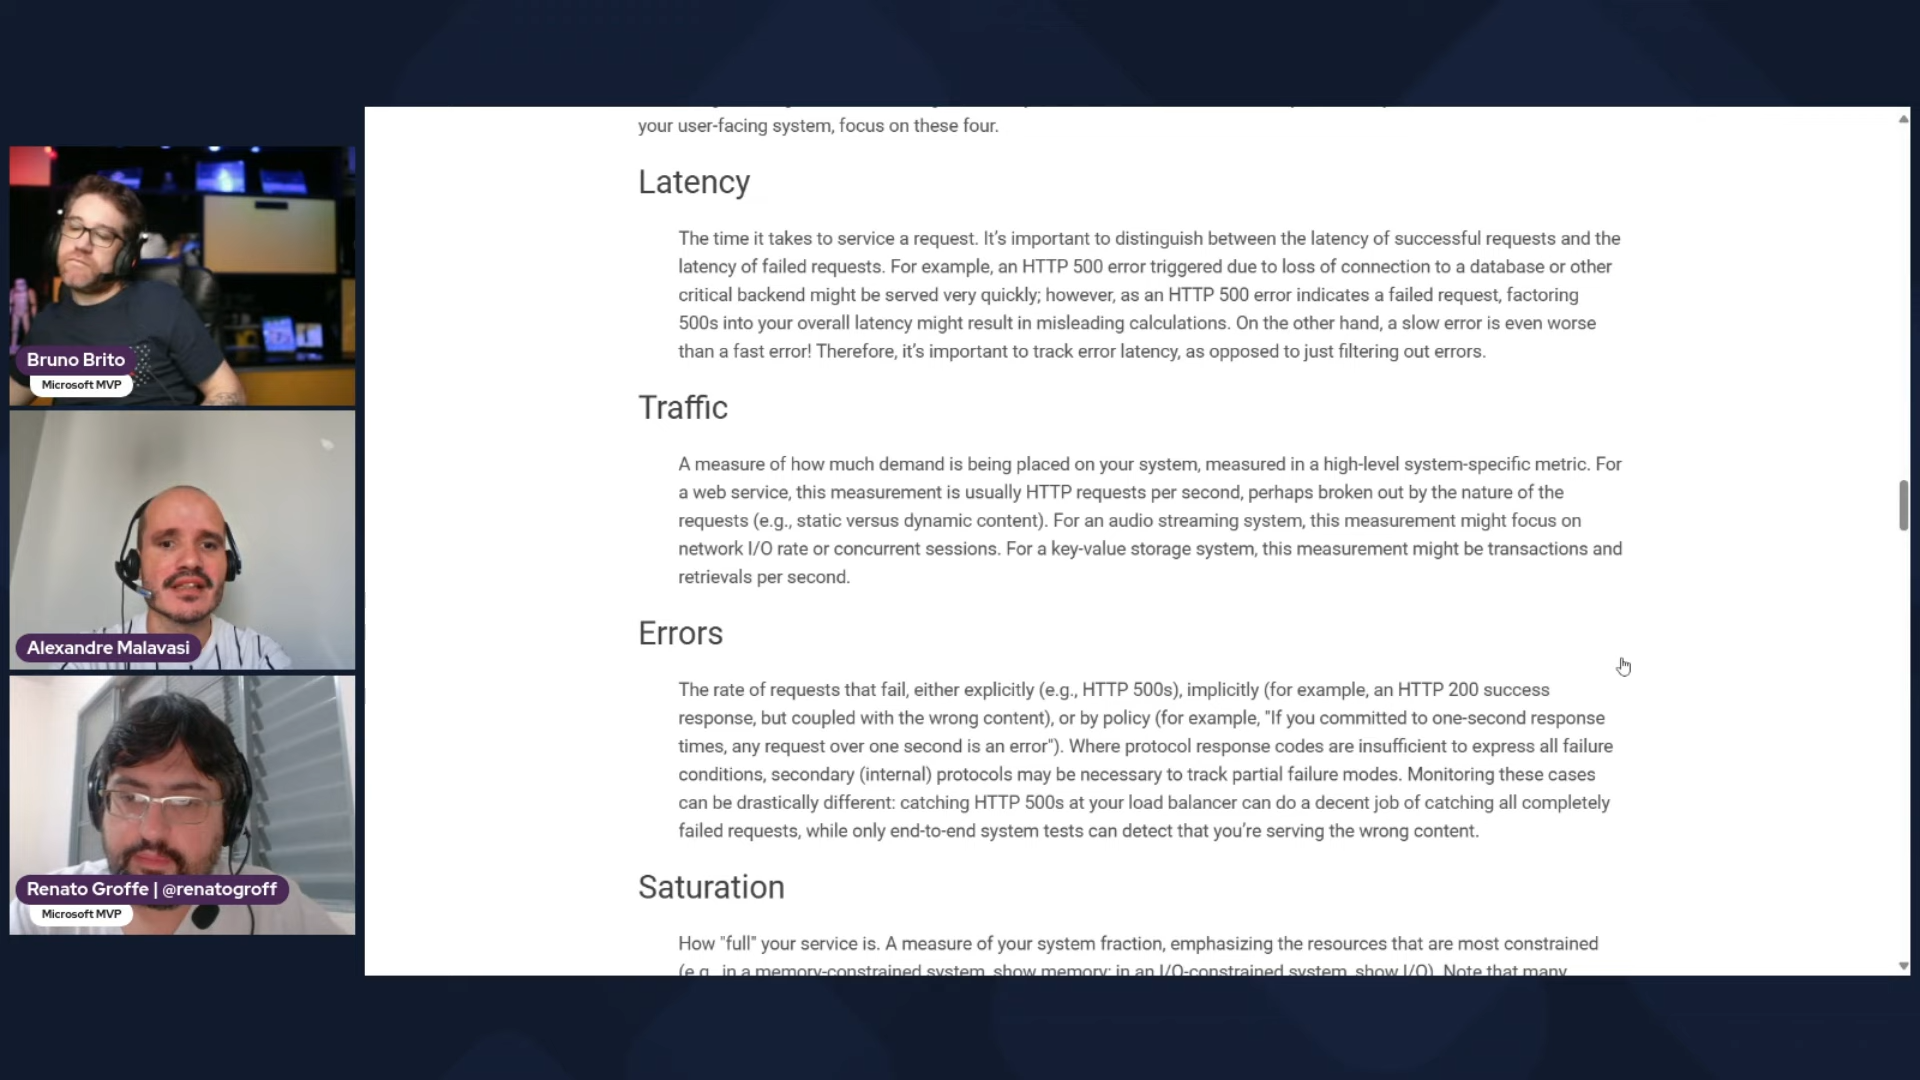 Bruno Brito
Microsoft MVP
Alexandre Malavasi
Renato Groffe | @renatogroff
Microsoft MVP
your user-facing system, focus on these four.
Latency
The time it takes to service a request. It’s important to distinguish between the latency of successful requests and the
latency of failed requests. For example, an HTTP 500 error triggered due to loss of connection to a database or other
critical backend might be served very quickly; however, as an HTTP 500 error indicates a failed request, factoring
500s into your overall latency might result in misleading calculations. On the other hand, a slow error is even worse
than a fast error! Therefore, it’s important to track error latency, as opposed to just filtering out errors.
Traffic
A measure of how much demand is being placed on your system, measured in a high-level system-specific metric. For
a web service, this measurement is usually HTTP requests per second, perhaps broken out by the nature of the
requests (e.g., static versus dynamic content). For an audio streaming system, this measurement might focus on
network I/O rate or concurrent sessions. For a key-value storage system, this measurement might be transactions and
retrievals per second.
Errors
The rate of requests that fail, either explicitly (e.g., HTTP 500s), implicitly (for example, an HTTP 200 success
response, but coupled with the wrong content), or by policy (for example, "If you committed to one-second response
times, any request over one second is an error"). Where protocol response codes are insufficient to express all failure
conditions, secondary (internal) protocols may be necessary to track partial failure modes. Monitoring these cases
can be drastically different: catching HTTP 500s at your load balancer can do a decent job of catching all completely
failed requests, while only end-to-end system tests can detect that you’re serving the wrong content.
Saturation
How "full" your service is. A measure of your system fraction, emphasizing the resources that are most constrained
(e.g., in a memory-constrained system, show memory; in an I/O-constrained system, show I/O). Note that many